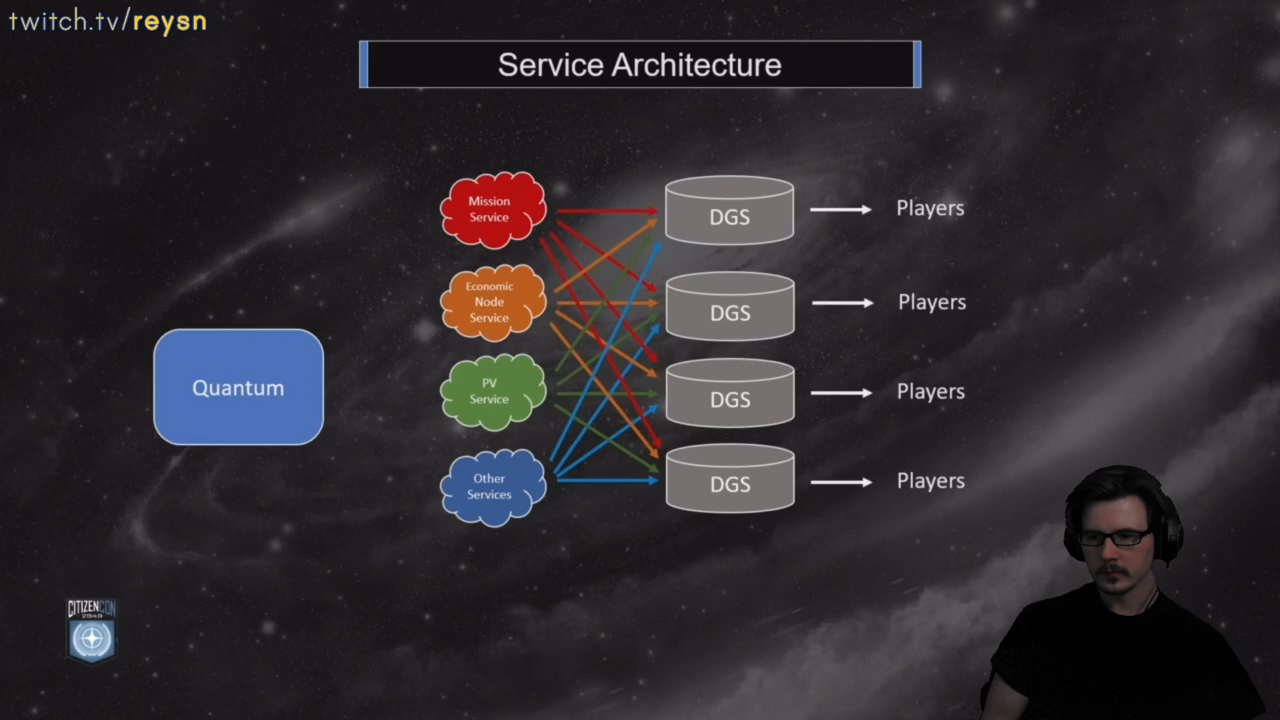 twitch.tv/reysn
Service Architecture
Mission
Service
DGS
Players
Economic
Node
Service
DGS
Players
Quantum
PV
Service
DGS
Players
Other
Services
DGS
Players
CITIZENCON
2949